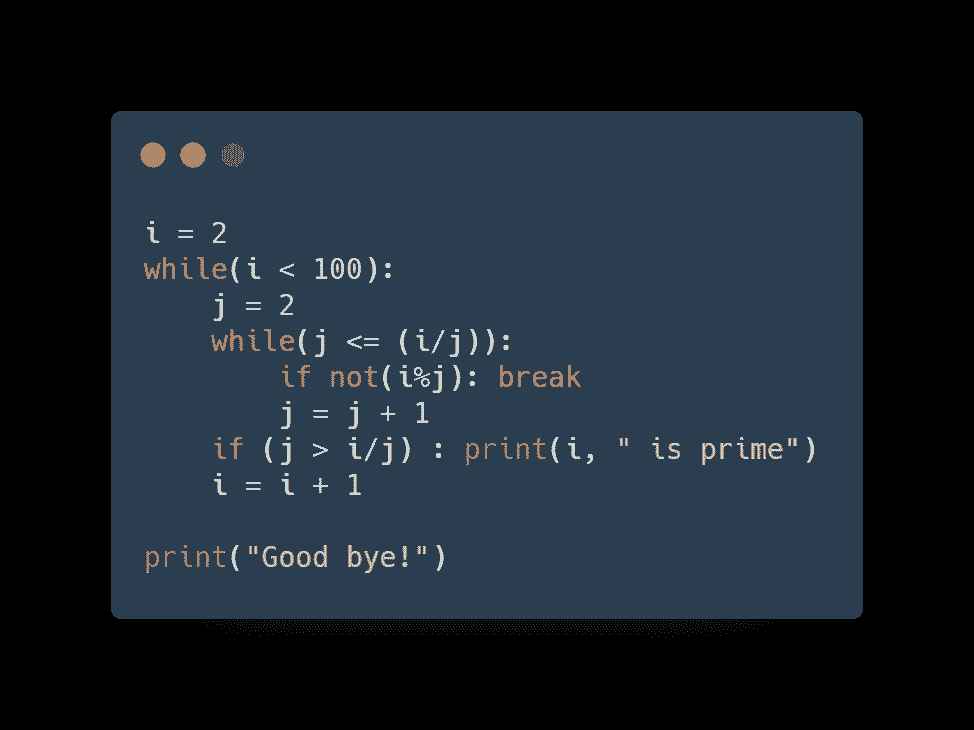 i = 2
while(i < 100):
    j = 2
    while(j <= (i/j)):
        if not(i%j): break
        j = j + 1
    if (j > i/j) : print(i, " is prime")
    i = i + 1

print("Good bye!")